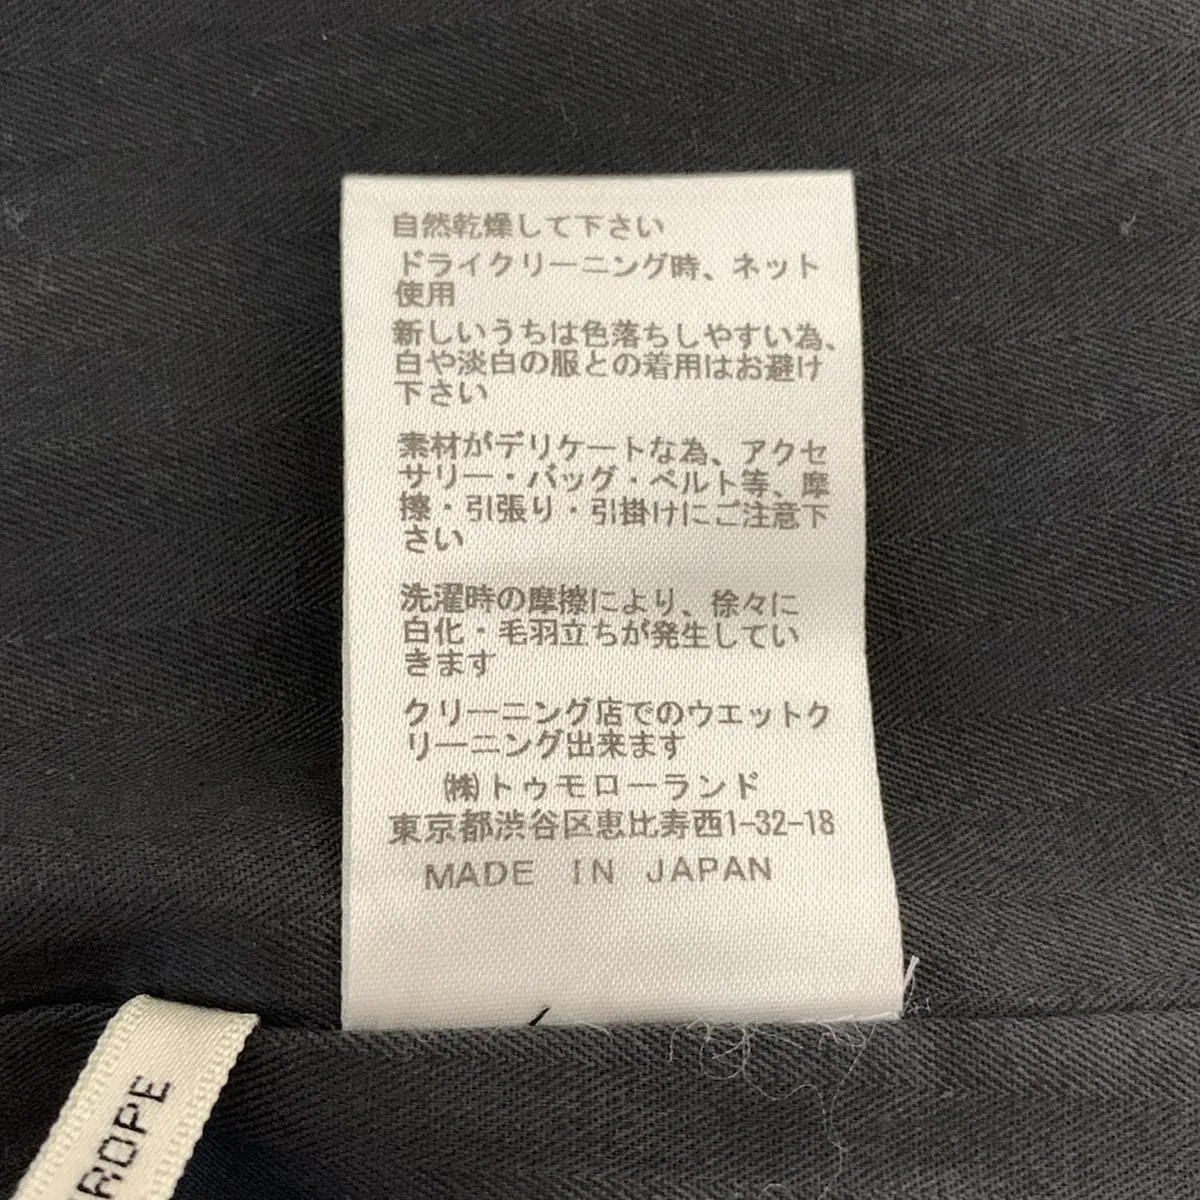 自然乾燥して下さい
ドライクリーニング時、ネット
使用
新しいうちは色落ちしやすい為、
白や淡白の服との着用はお避け
下さい
素材がデリケートな為、アクセ
サリー・バッグ・ベルト等、摩
擦・引張り・引掛けにご注意下
さい
洗濯時の摩擦により、徐々に
白化・毛羽立ちが発生してい
きます
クリーニング店でのウエットク
リーニング出来ます
㈱トゥモローランド
東京都渋谷区恵比寿西1-32-18
MADE IN JAPAN
ROPE